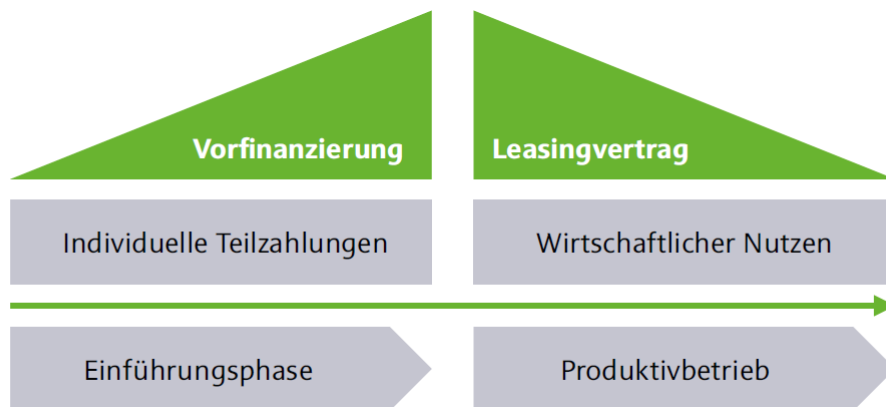 Vorfinanzierung
Leasingvertrag
Individuelle Teilzahlungen
Wirtschaftlicher Nutzen
Einführungsphase
Produktivbetrieb